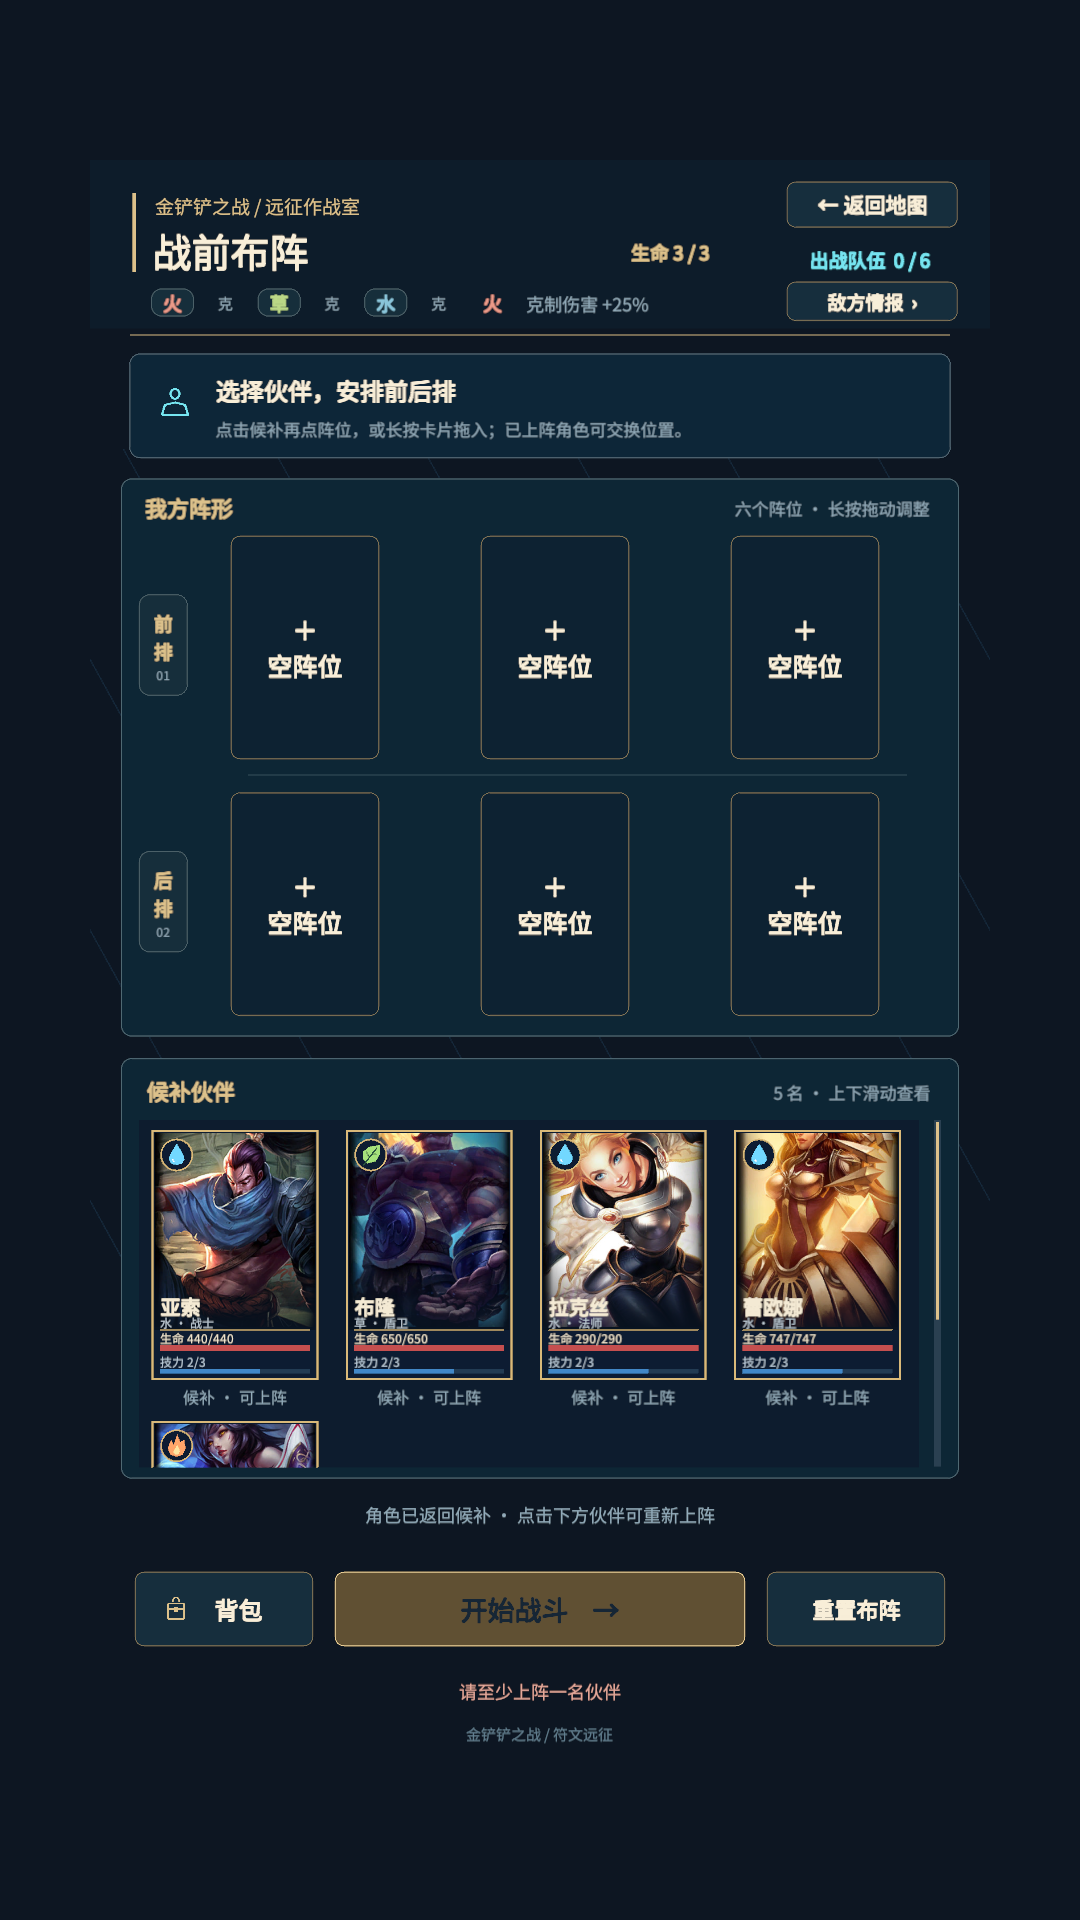 金铲铲之战 / 远征作战室
← 返回地图
战前布阵
生命 3 / 3
出战队伍 0 / 6
火 克 草 克 水 克 火 克制伤害 +25%
敌方情报 ›
选择伙伴，安排前后排
点击候补再点阵位，或长按卡片拖入；已上阵角色可交换位置。
我方阵形
六个阵位 · 长按拖动调整
前排
01
+
空阵位
+
空阵位
+
空阵位
后排
02
+
空阵位
+
空阵位
+
空阵位
候补伙伴
5 名 · 上下滑动查看
亚索
水 · 战士
生命 440/440
技力 2/3
候补 · 可上阵
布隆
草 · 盾卫
生命 650/650
技力 2/3
候补 · 可上阵
拉克丝
水 · 法师
生命 290/290
技力 2/3
候补 · 可上阵
蕾欧娜
水 · 盾卫
生命 747/747
技力 2/3
候补 · 可上阵
角色已返回候补 · 点击下方伙伴可重新上阵
背包
开始战斗 →
重置布阵
请至少上阵一名伙伴
金铲铲之战 / 符文远征